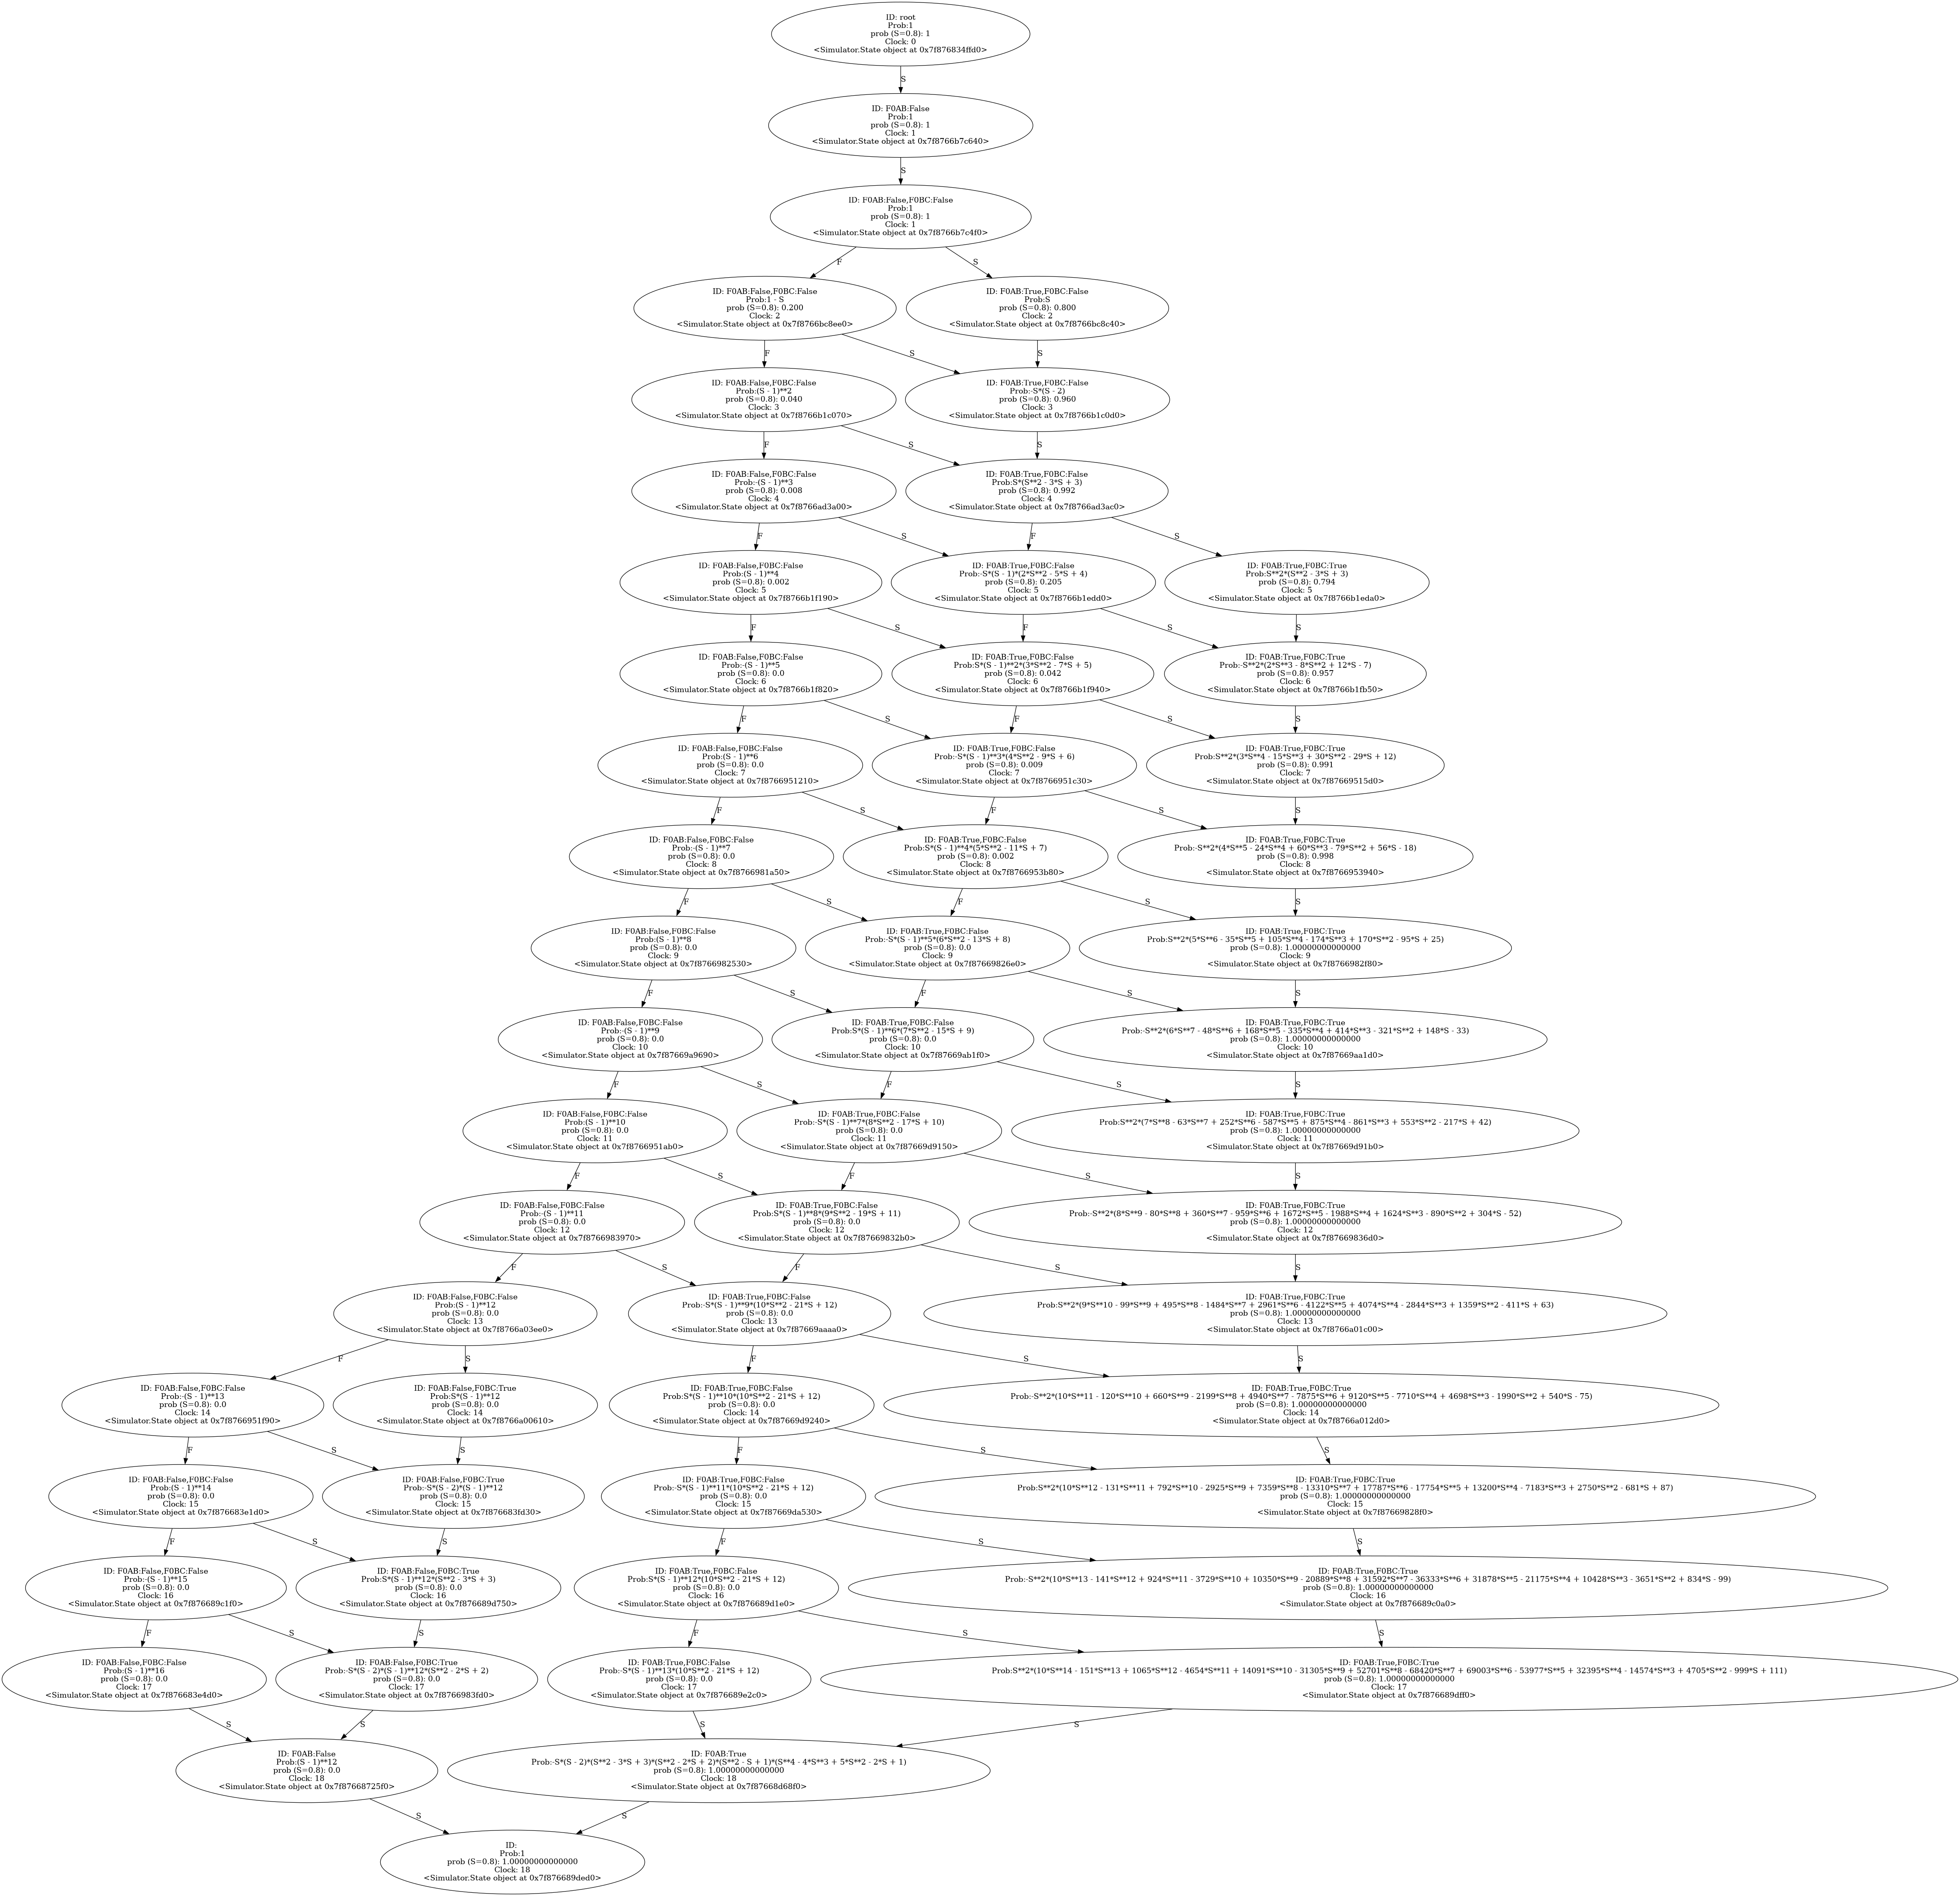 ID: root
Prob:1
prob (S=0.8): 1
Clock: 0
<Simulator.State object at 0x7f876834ffd0>
S
ID: F0AB:False
Prob:1
prob (S=0.8): 1
Clock: 1
<Simulator.State object at 0x7f8766b7c640>
S
ID: F0AB:False,F0BC:False
Prob:1
prob (S=0.8): 1
Clock: 1
<Simulator.State object at 0x7f8766b7c4f0>
F
S
ID: F0AB:False,F0BC:False
Prob:1 - S
prob (S=0.8): 0.200
Clock: 2
<Simulator.State object at 0x7f8766bc8ee0>
ID: F0AB:True,F0BC:False
Prob:S
prob (S=0.8): 0.800
Clock: 2
<Simulator.State object at 0x7f8766bc8c40>
F
S
S
ID: F0AB:False,F0BC:False
Prob:(S - 1)**2
prob (S=0.8): 0.040
Clock: 3
<Simulator.State object at 0x7f8766b1c070>
ID: F0AB:True,F0BC:False
Prob:-S*(S - 2)
prob (S=0.8): 0.960
Clock: 3
<Simulator.State object at 0x7f8766b1c0d0>
F
S
S
ID: F0AB:False,F0BC:False
Prob:-(S - 1)**3
prob (S=0.8): 0.008
Clock: 4
<Simulator.State object at 0x7f8766ad3a00>
ID: F0AB:True,F0BC:False
Prob:S*(S**2 - 3*S + 3)
prob (S=0.8): 0.992
Clock: 4
<Simulator.State object at 0x7f8766ad3ac0>
F
S
F
S
ID: F0AB:False,F0BC:False
Prob:(S - 1)**4
prob (S=0.8): 0.002
Clock: 5
<Simulator.State object at 0x7f8766b1f190>
ID: F0AB:True,F0BC:False
Prob:-S*(S - 1)*(2*S**2 - 5*S + 4)
prob (S=0.8): 0.205
Clock: 5
<Simulator.State object at 0x7f8766b1edd0>
ID: F0AB:True,F0BC:True
Prob:S**2*(S**2 - 3*S + 3)
prob (S=0.8): 0.794
Clock: 5
<Simulator.State object at 0x7f8766b1eda0>
F
S
F
S
S
ID: F0AB:False,F0BC:False
Prob:-(S - 1)**5
prob (S=0.8): 0.0
Clock: 6
<Simulator.State object at 0x7f8766b1f820>
ID: F0AB:True,F0BC:False
Prob:S*(S - 1)**2*(3*S**2 - 7*S + 5)
prob (S=0.8): 0.042
Clock: 6
<Simulator.State object at 0x7f8766b1f940>
ID: F0AB:True,F0BC:True
Prob:-S**2*(2*S**3 - 8*S**2 + 12*S - 7)
prob (S=0.8): 0.957
Clock: 6
<Simulator.State object at 0x7f8766b1fb50>
F
S
F
S
S
ID: F0AB:False,F0BC:False
Prob:(S - 1)**6
prob (S=0.8): 0.0
Clock: 7
<Simulator.State object at 0x7f8766951210>
ID: F0AB:True,F0BC:False
Prob:-S*(S - 1)**3*(4*S**2 - 9*S + 6)
prob (S=0.8): 0.009
Clock: 7
<Simulator.State object at 0x7f8766951c30>
ID: F0AB:True,F0BC:True
Prob:S**2*(3*S**4 - 15*S**3 + 30*S**2 - 29*S + 12)
prob (S=0.8): 0.991
Clock: 7
<Simulator.State object at 0x7f87669515d0>
F
S
F
S
S
ID: F0AB:False,F0BC:False
Prob:-(S - 1)**7
prob (S=0.8): 0.0
Clock: 8
<Simulator.State object at 0x7f8766981a50>
ID: F0AB:True,F0BC:False
Prob:S*(S - 1)**4*(5*S**2 - 11*S + 7)
prob (S=0.8): 0.002
Clock: 8
<Simulator.State object at 0x7f8766953b80>
ID: F0AB:True,F0BC:True
Prob:-S**2*(4*S**5 - 24*S**4 + 60*S**3 - 79*S**2 + 56*S - 18)
prob (S=0.8): 0.998
Clock: 8
<Simulator.State object at 0x7f8766953940>
F
S
F
S
S
ID: F0AB:False,F0BC:False
Prob:(S - 1)**8
prob (S=0.8): 0.0
Clock: 9
<Simulator.State object at 0x7f8766982530>
ID: F0AB:True,F0BC:False
Prob:-S*(S - 1)**5*(6*S**2 - 13*S + 8)
prob (S=0.8): 0.0
Clock: 9
<Simulator.State object at 0x7f87669826e0>
ID: F0AB:True,F0BC:True
Prob:S**2*(5*S**6 - 35*S**5 + 105*S**4 - 174*S**3 + 170*S**2 - 95*S + 25)
prob (S=0.8): 1.00000000000000
Clock: 9
<Simulator.State object at 0x7f8766982f80>
F
S
F
S
S
ID: F0AB:False,F0BC:False
Prob:-(S - 1)**9
prob (S=0.8): 0.0
Clock: 10
<Simulator.State object at 0x7f87669a9690>
ID: F0AB:True,F0BC:False
Prob:S*(S - 1)**6*(7*S**2 - 15*S + 9)
prob (S=0.8): 0.0
Clock: 10
<Simulator.State object at 0x7f87669ab1f0>
ID: F0AB:True,F0BC:True
Prob:-S**2*(6*S**7 - 48*S**6 + 168*S**5 - 335*S**4 + 414*S**3 - 321*S**2 + 148*S - 33)
prob (S=0.8): 1.00000000000000
Clock: 10
<Simulator.State object at 0x7f87669aa1d0>
F
S
F
S
S
ID: F0AB:False,F0BC:False
Prob:(S - 1)**10
prob (S=0.8): 0.0
Clock: 11
<Simulator.State object at 0x7f8766951ab0>
ID: F0AB:True,F0BC:False
Prob:-S*(S - 1)**7*(8*S**2 - 17*S + 10)
prob (S=0.8): 0.0
Clock: 11
<Simulator.State object at 0x7f87669d9150>
ID: F0AB:True,F0BC:True
Prob:S**2*(7*S**8 - 63*S**7 + 252*S**6 - 587*S**5 + 875*S**4 - 861*S**3 + 553*S**2 - 217*S + 42)
prob (S=0.8): 1.00000000000000
Clock: 11
<Simulator.State object at 0x7f87669d91b0>
F
S
F
S
S
ID: F0AB:False,F0BC:False
Prob:-(S - 1)**11
prob (S=0.8): 0.0
Clock: 12
<Simulator.State object at 0x7f8766983970>
ID: F0AB:True,F0BC:False
Prob:S*(S - 1)**8*(9*S**2 - 19*S + 11)
prob (S=0.8): 0.0
Clock: 12
<Simulator.State object at 0x7f87669832b0>
ID: F0AB:True,F0BC:True
Prob:-S**2*(8*S**9 - 80*S**8 + 360*S**7 - 959*S**6 + 1672*S**5 - 1988*S**4 + 1624*S**3 - 890*S**2 + 304*S - 52)
prob (S=0.8): 1.00000000000000
Clock: 12
<Simulator.State object at 0x7f87669836d0>
F
S
F
S
S
ID: F0AB:False,F0BC:False
Prob:(S - 1)**12
prob (S=0.8): 0.0
Clock: 13
<Simulator.State object at 0x7f8766a03ee0>
ID: F0AB:True,F0BC:False
Prob:-S*(S - 1)**9*(10*S**2 - 21*S + 12)
prob (S=0.8): 0.0
Clock: 13
<Simulator.State object at 0x7f87669aaaa0>
ID: F0AB:True,F0BC:True
Prob:S**2*(9*S**10 - 99*S**9 + 495*S**8 - 1484*S**7 + 2961*S**6 - 4122*S**5 + 4074*S**4 - 2844*S**3 + 1359*S**2 - 411*S + 63)
prob (S=0.8): 1.00000000000000
Clock: 13
<Simulator.State object at 0x7f8766a01c00>
F
S
F
S
S
ID: F0AB:False,F0BC:False
Prob:-(S - 1)**13
prob (S=0.8): 0.0
Clock: 14
<Simulator.State object at 0x7f8766951f90>
ID: F0AB:False,F0BC:True
Prob:S*(S - 1)**12
prob (S=0.8): 0.0
Clock: 14
<Simulator.State object at 0x7f8766a00610>
ID: F0AB:True,F0BC:False
Prob:S*(S - 1)**10*(10*S**2 - 21*S + 12)
prob (S=0.8): 0.0
Clock: 14
<Simulator.State object at 0x7f87669d9240>
ID: F0AB:True,F0BC:True
Prob:-S**2*(10*S**11 - 120*S**10 + 660*S**9 - 2199*S**8 + 4940*S**7 - 7875*S**6 + 9120*S**5 - 7710*S**4 + 4698*S**3 - 1990*S**2 + 540*S - 75)
prob (S=0.8): 1.00000000000000
Clock: 14
<Simulator.State object at 0x7f8766a012d0>
F
S
S
F
S
S
ID: F0AB:False,F0BC:False
Prob:(S - 1)**14
prob (S=0.8): 0.0
Clock: 15
<Simulator.State object at 0x7f876683e1d0>
ID: F0AB:False,F0BC:True
Prob:-S*(S - 2)*(S - 1)**12
prob (S=0.8): 0.0
Clock: 15
<Simulator.State object at 0x7f876683fd30>
ID: F0AB:True,F0BC:False
Prob:-S*(S - 1)**11*(10*S**2 - 21*S + 12)
prob (S=0.8): 0.0
Clock: 15
<Simulator.State object at 0x7f87669da530>
ID: F0AB:True,F0BC:True
Prob:S**2*(10*S**12 - 131*S**11 + 792*S**10 - 2925*S**9 + 7359*S**8 - 13310*S**7 + 17787*S**6 - 17754*S**5 + 13200*S**4 - 7183*S**3 + 2750*S**2 - 681*S + 87)
prob (S=0.8): 1.00000000000000
Clock: 15
<Simulator.State object at 0x7f87669828f0>
F
S
S
F
S
S
ID: F0AB:False,F0BC:False
Prob:-(S - 1)**15
prob (S=0.8): 0.0
Clock: 16
<Simulator.State object at 0x7f876689c1f0>
ID: F0AB:False,F0BC:True
Prob:S*(S - 1)**12*(S**2 - 3*S + 3)
prob (S=0.8): 0.0
Clock: 16
<Simulator.State object at 0x7f876689d750>
ID: F0AB:True,F0BC:False
Prob:S*(S - 1)**12*(10*S**2 - 21*S + 12)
prob (S=0.8): 0.0
Clock: 16
<Simulator.State object at 0x7f876689d1e0>
ID: F0AB:True,F0BC:True
Prob:-S**2*(10*S**13 - 141*S**12 + 924*S**11 - 3729*S**10 + 10350*S**9 - 20889*S**8 + 31592*S**7 - 36333*S**6 + 31878*S**5 - 21175*S**4 + 10428*S**3 - 3651*S**2 + 834*S - 99)
prob (S=0.8): 1.00000000000000
Clock: 16
<Simulator.State object at 0x7f876689c0a0>
F
S
S
F
S
S
ID: F0AB:False,F0BC:False
Prob:(S - 1)**16
prob (S=0.8): 0.0
Clock: 17
<Simulator.State object at 0x7f876683e4d0>
ID: F0AB:False,F0BC:True
Prob:-S*(S - 2)*(S - 1)**12*(S**2 - 2*S + 2)
prob (S=0.8): 0.0
Clock: 17
<Simulator.State object at 0x7f8766983fd0>
ID: F0AB:True,F0BC:False
Prob:-S*(S - 1)**13*(10*S**2 - 21*S + 12)
prob (S=0.8): 0.0
Clock: 17
<Simulator.State object at 0x7f876689e2c0>
ID: F0AB:True,F0BC:True
Prob:S**2*(10*S**14 - 151*S**13 + 1065*S**12 - 4654*S**11 + 14091*S**10 - 31305*S**9 + 52701*S**8 - 68420*S**7 + 69003*S**6 - 53977*S**5 + 32395*S**4 - 14574*S**3 + 4705*S**2 - 999*S + 111)
prob (S=0.8): 1.00000000000000
Clock: 17
<Simulator.State object at 0x7f876689dff0>
S
S
S
S
ID: F0AB:False
Prob:(S - 1)**12
prob (S=0.8): 0.0
Clock: 18
<Simulator.State object at 0x7f87668725f0>
ID: F0AB:True
Prob:-S*(S - 2)*(S**2 - 3*S + 3)*(S**2 - 2*S + 2)*(S**2 - S + 1)*(S**4 - 4*S**3 + 5*S**2 - 2*S + 1)
prob (S=0.8): 1.00000000000000
Clock: 18
<Simulator.State object at 0x7f87668d68f0>
S
S
ID:
Prob:1
prob (S=0.8): 1.00000000000000
Clock: 18
<Simulator.State object at 0x7f876689ded0>